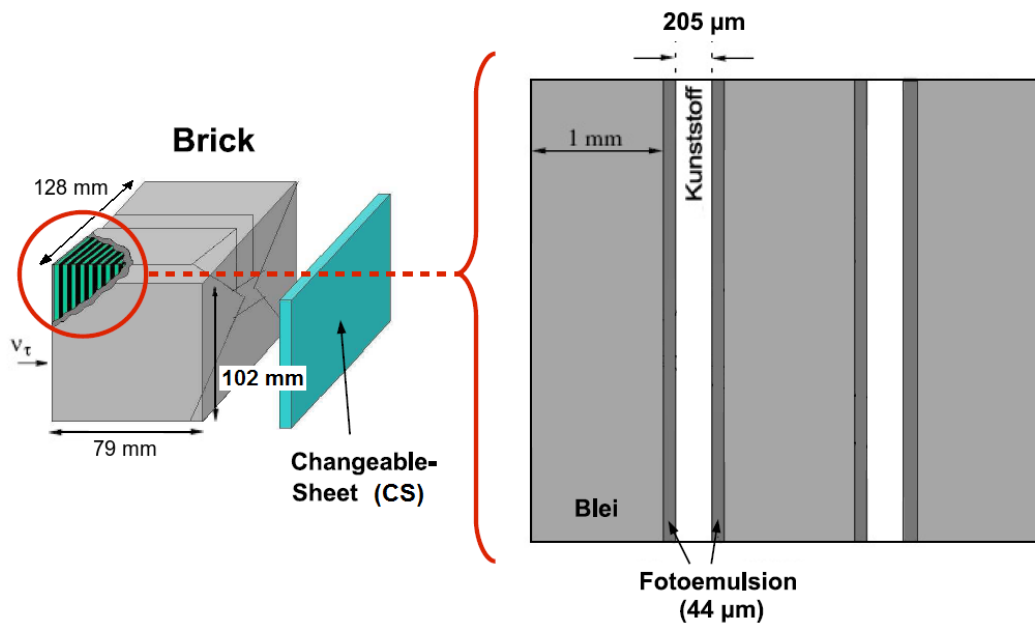 Brick
128 mm
ντ
102 mm
79 mm
Changeable-
Sheet (CS)
205 µm
Kunststoff
1 mm
Blei
Fotoemulsion
(44 µm)